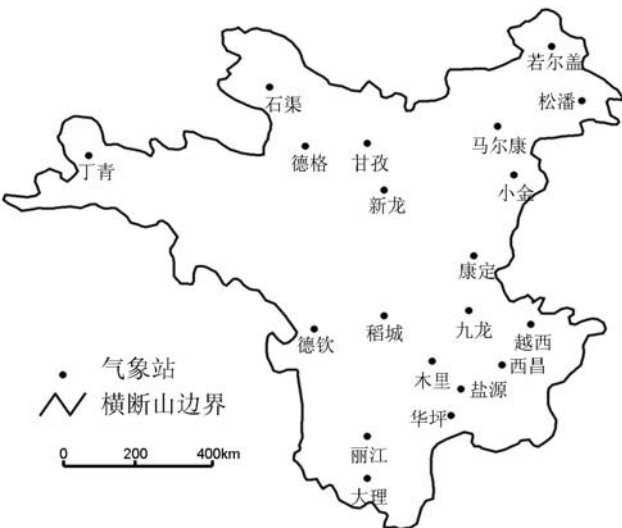 若尔盖
石渠
松潘
马尔康
德格
甘孜
丁青
小金
新龙
康定
稻城
九龙
德钦
越西
气象站
木里
西昌
盐源
横断山边界
华坪
丽江
0 200 400km
大理